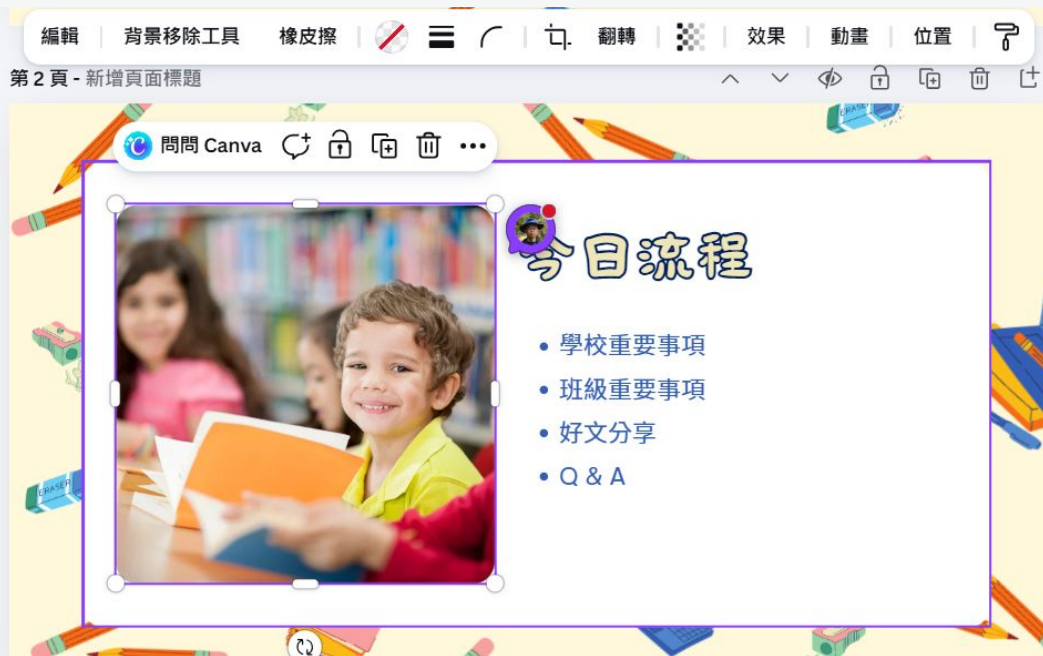 編輯 背景移除工具 橡皮擦 翻轉 效果 動畫 位置
第 2 頁 - 新增頁面標題
ERASER
問問 Canva
今日流程
• 學校重要事項
• 班級重要事項
• 好文分享
• Q & A
ERASER